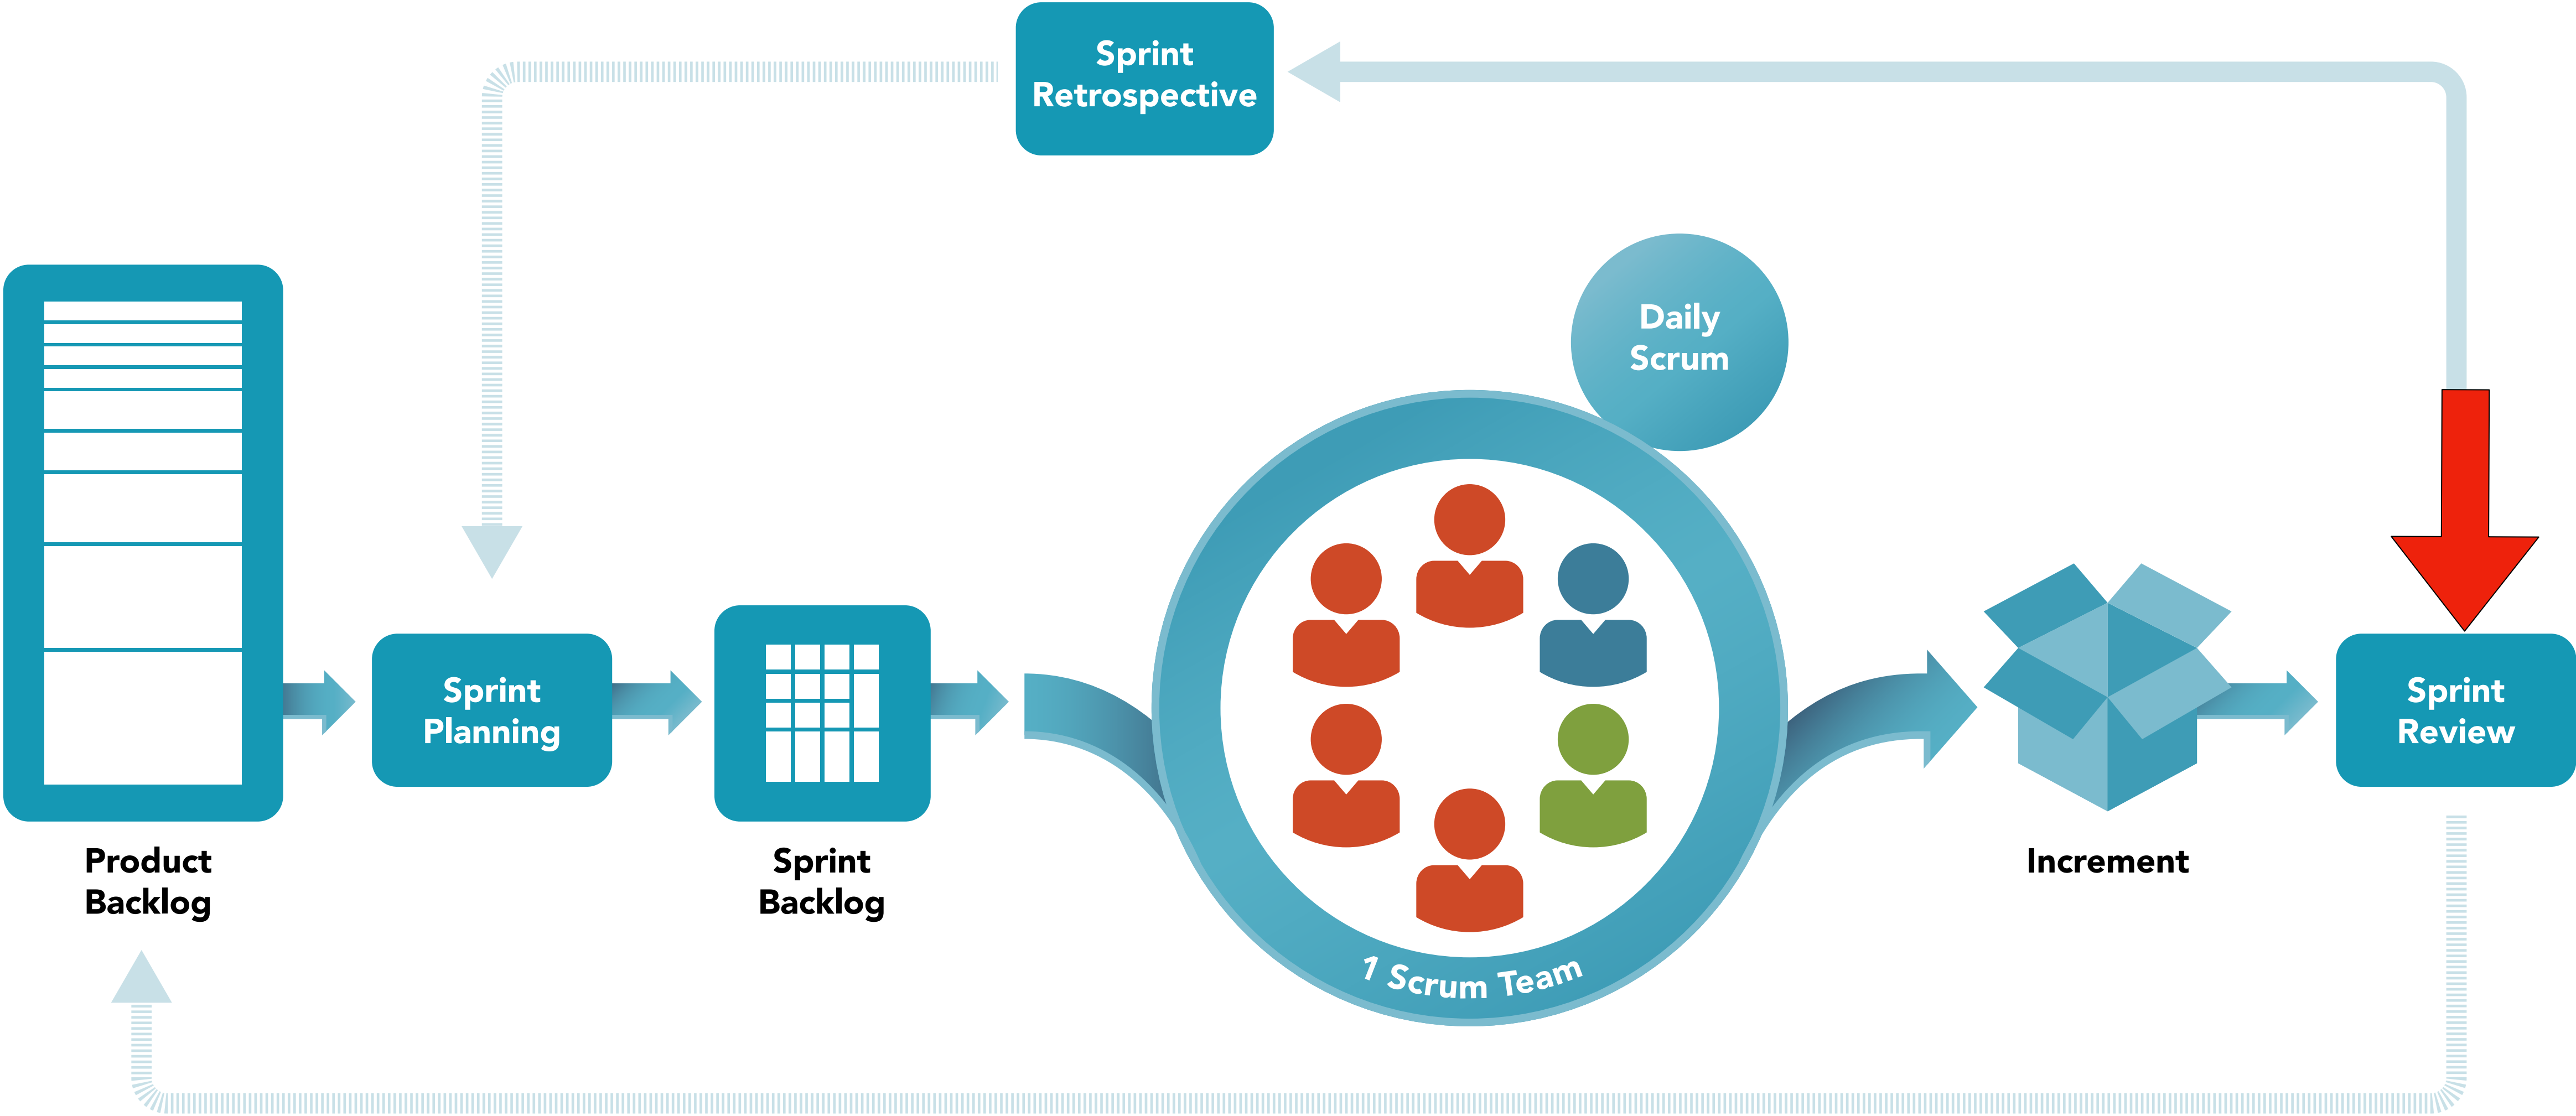 Sprint
Retrospective
Daily
Scrum
Sprint
Planning
Sprint
Review
Product
Backlog
Sprint
Backlog
Increment
1 Scrum Team